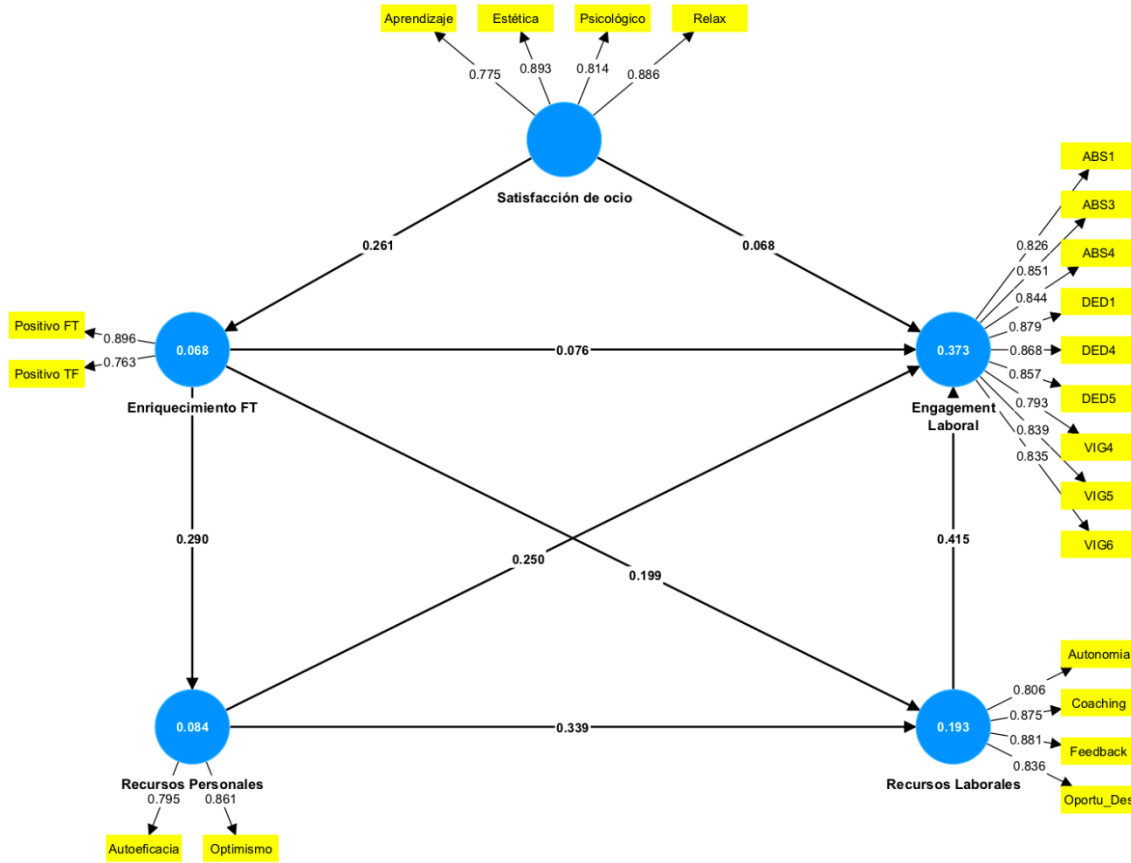 Aprendizaje
Estética
Psicológico
Relax
0.775
0.893
0.814
0.886
Satisfacción de ocio
0.261
0.068
ABS1
ABS3
ABS4
DED1
DED4
DED5
VIG4
VIG5
VIG6
0.826
0.851
0.844
0.879
0.868
0.857
0.793
0.839
0.835
Positivo FT
Positivo TF
0.896
0.763
0.068
Enriquecimiento FT
0.076
0.373
Engagement
Laboral
0.290
0.250
0.199
0.415
0.084
Recursos Personales
0.339
0.193
Recursos Laborales
0.795
0.861
Autoeficacia
Optimismo
Autonomia
Coaching
Feedback
Oportu_Des
0.806
0.875
0.881
0.836